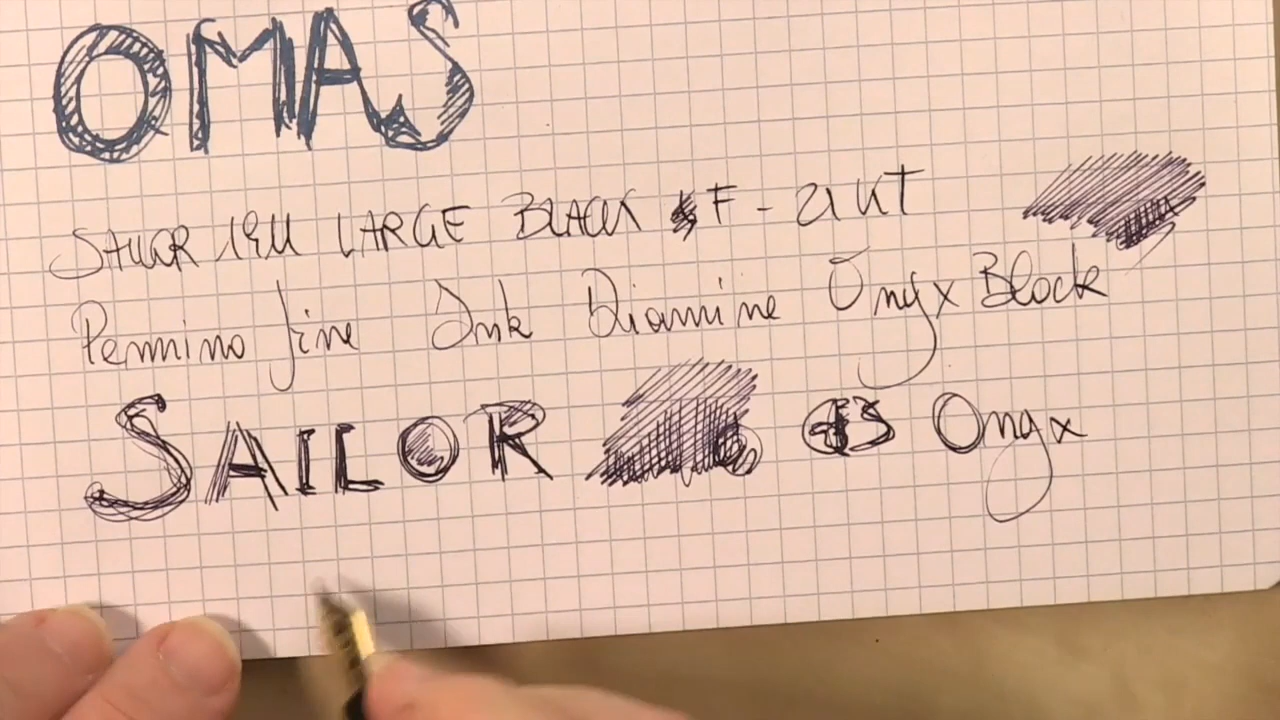 OMAS
SAILOR 1911 LARGE BLACK F - 21 KT
Pennino fine Ink Diamine Onyx Black
SAILOR Onyx